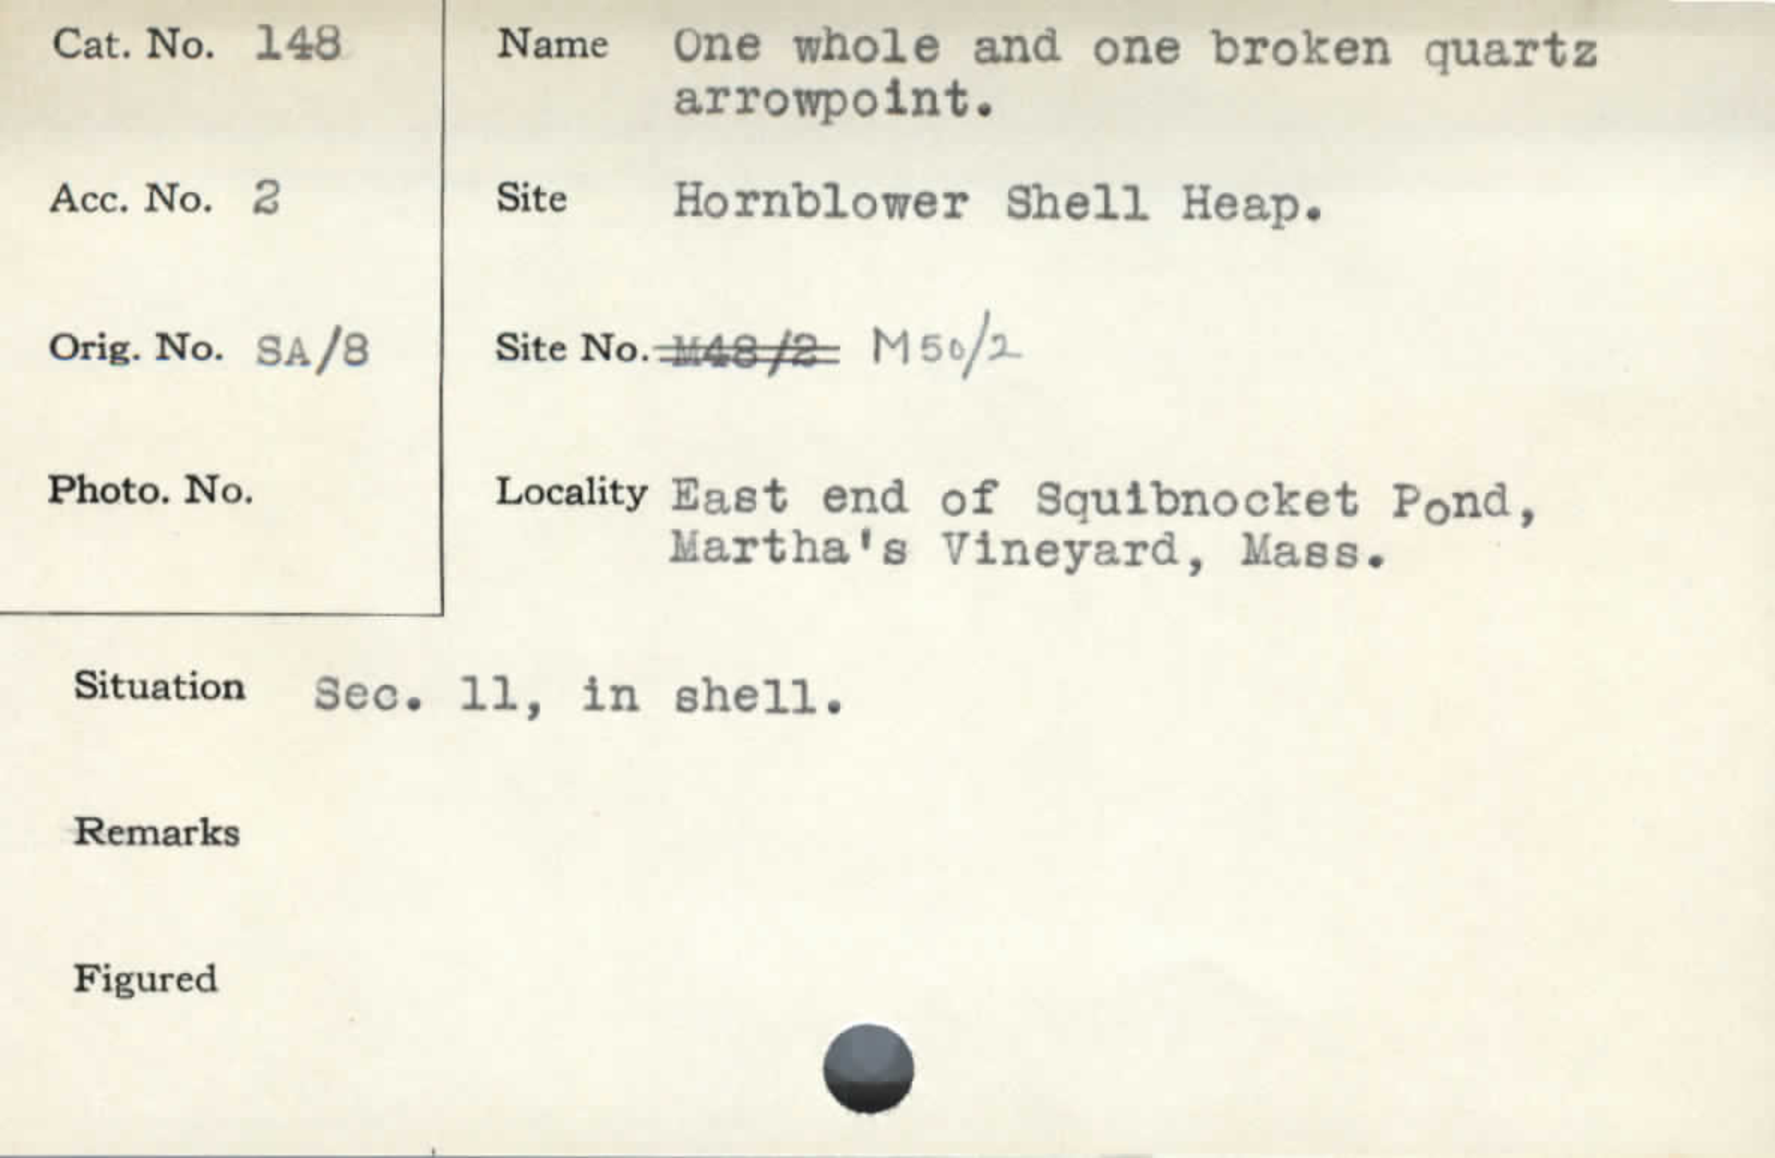 Cat. No. 148
Name One whole and one broken quartz
arrowpoint.
Acc. No. 2
Site Hornblower Shell Heap.
Orig. No. SA/8
Site No. M48/2 M50/2
Photo. No.
Locality East end of Squibnocket Pond,
Martha's Vineyard, Mass.
Situation Sec. 11, in shell.
Remarks
Figured